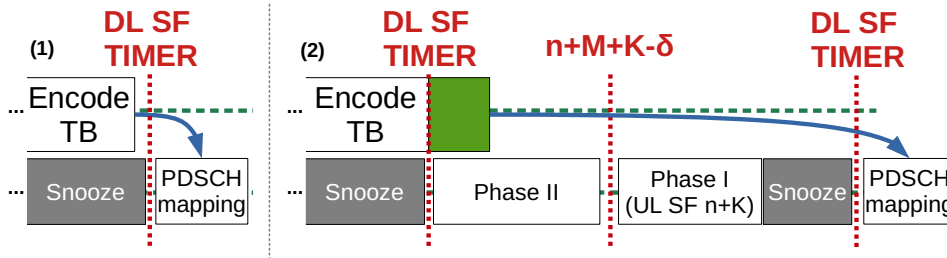 (1)
DL SF
TIMER
... Encode
TB
... Snooze
PDSCH
mapping
(2)
DL SF
TIMER
n+M+K-δ
DL SF
TIMER
... Encode
TB
... Snooze
Phase II
Phase I
(UL SF n+K)
Snooze
PDSCH
mapping